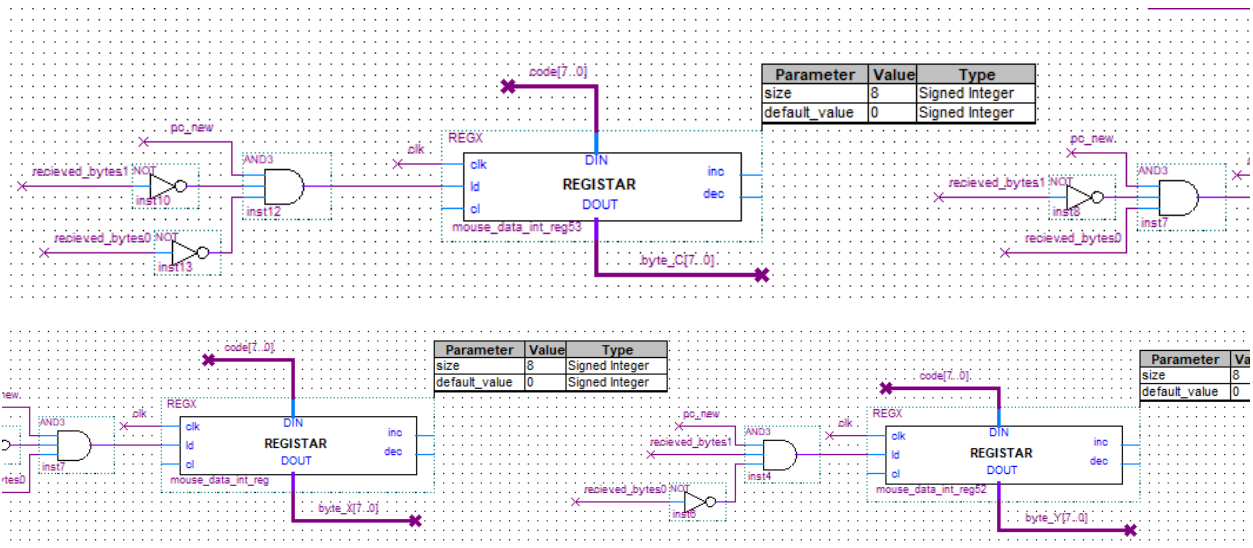 code[7..0]
Parameter Value Type
size 8 Signed Integer
default_value 0 Signed Integer
pc_new
REGX
clk
recieved_bytes1 NOT
inst10
AND3
inst12
clk DIN
ld REGISTAR inc
cl DOUT dec
mouse_data_int_reg53
recieved_bytes0 NOT
inst13
byte_C[7..0]
pc_new
AND3
recieved_bytes1 NOT
inst8
inst7
recieved_bytes0
code[7..0]
Parameter Value Type
size 8 Signed Integer
default_value 0 Signed Integer
AND3
inst7
clk
REGX
clk DIN
ld REGISTAR inc
cl DOUT dec
mouse_data_int_reg
byte_X[7..0]
code[7..0]
Parameter
size 8
default_value 0
pc_new
recieved_bytes1
AND3
inst4
clk
REGX
clk DIN
ld REGISTAR inc
cl DOUT dec
mouse_data_int_reg52
recieved_bytes0 NOT
inst6
byte_Y[7..0]